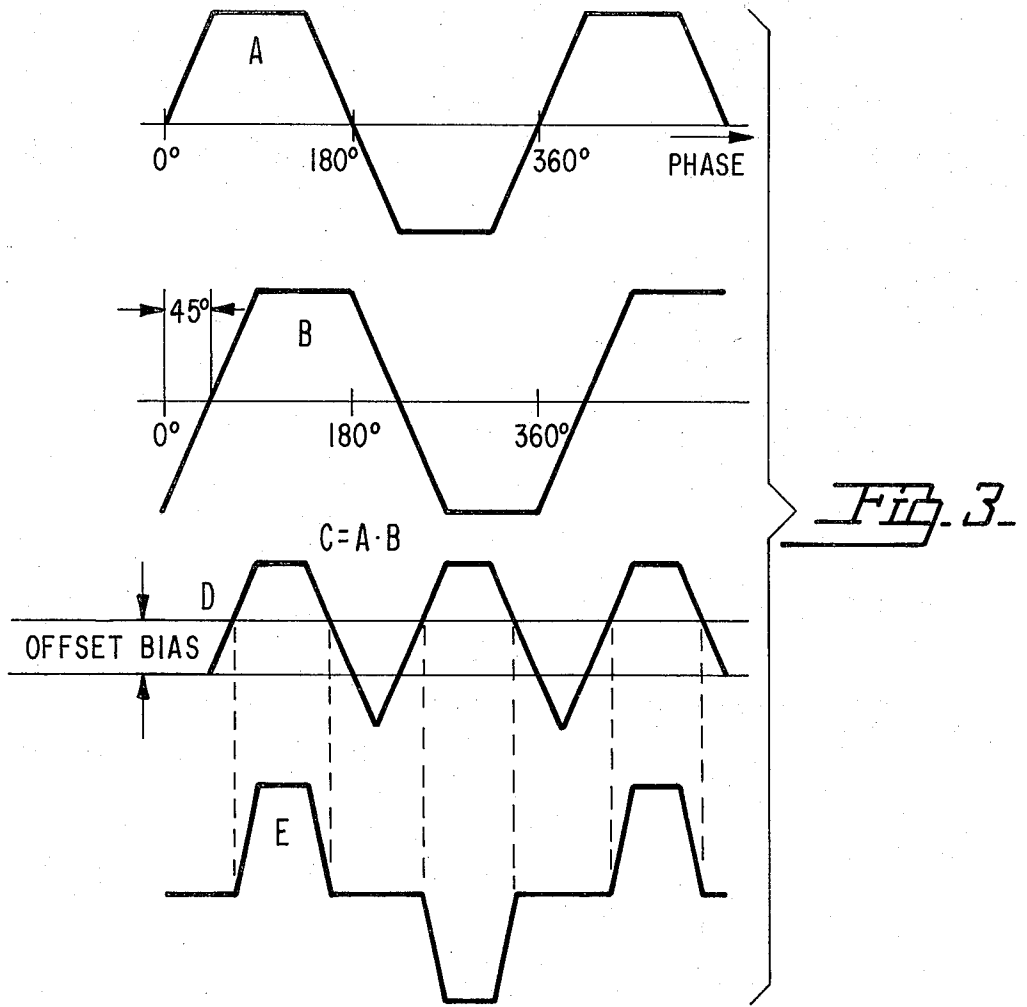 A
0° 180° 360° PHASE
45°
B
0° 180° 360°
C=A·B
D
OFFSET BIAS
E
Fig. 3.